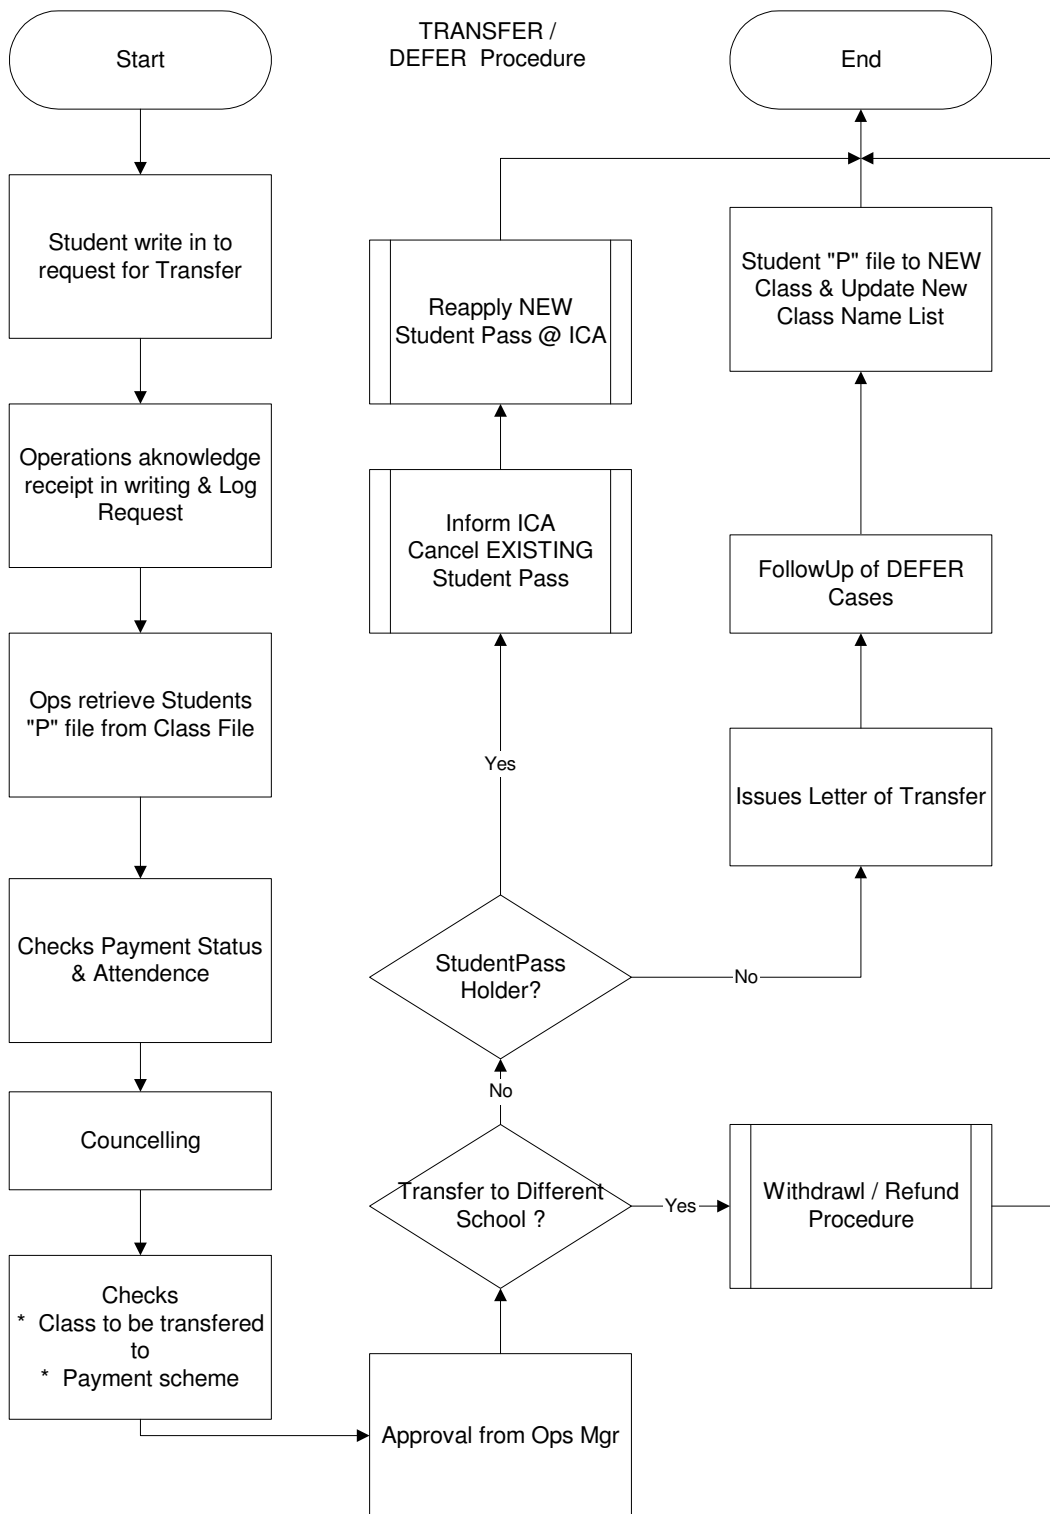 Start
TRANSFER /
DEFER Procedure
End
Student write in to
request for Transfer
Operations aknowledge
receipt in writing & Log
Request
Ops retrieve Students
"P" file from Class File
Checks Payment Status
& Attendence
Councelling
Checks
* Class to be transfered
to
* Payment scheme
Approval from Ops Mgr
Transfer to Different
School ?
Yes
Withdrawl / Refund
Procedure
No
StudentPass
Holder?
Yes
Inform ICA
Cancel EXISTING
Student Pass
Reapply NEW
Student Pass @ ICA
No
Issues Letter of Transfer
FollowUp of DEFER
Cases
Student "P" file to NEW
Class & Update New
Class Name List